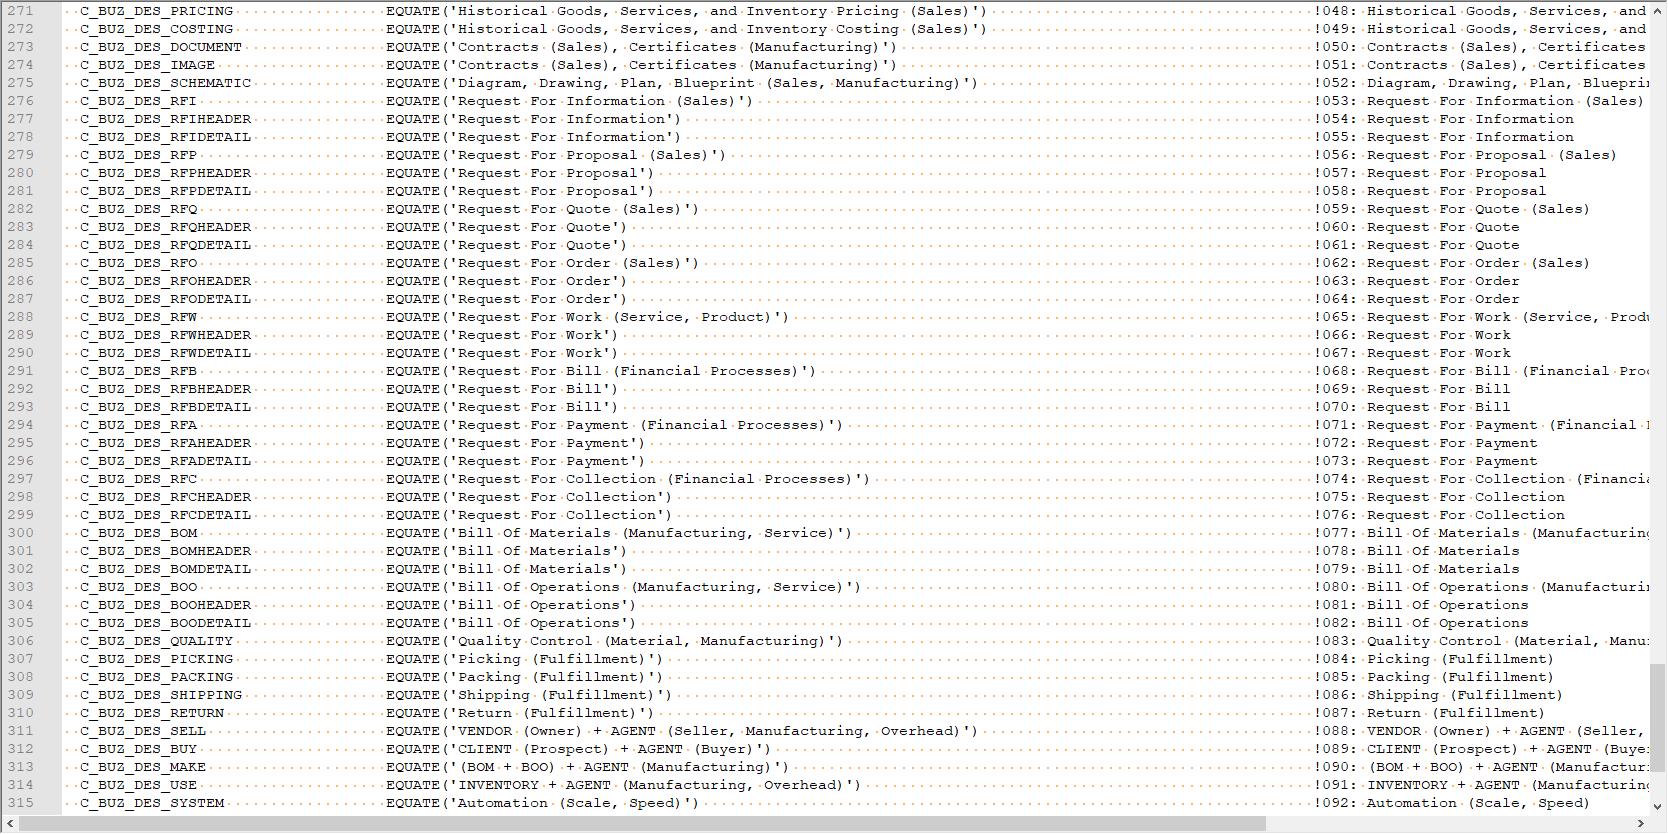 271 C_BUZ_DES_PRICING EQUATE('Historical Goods, Services, and Inventory Pricing (Sales)') !048: Historical Goods, Services, and
272 C_BUZ_DES_COSTING EQUATE('Historical Goods, Services, and Inventory Costing (Sales)') !049: Historical Goods, Services, and
273 C_BUZ_DES_DOCUMENT EQUATE('Contracts (Sales), Certificates (Manufacturing)') !050: Contracts (Sales), Certificates
274 C_BUZ_DES_IMAGE EQUATE('Contracts (Sales), Certificates (Manufacturing)') !051: Contracts (Sales), Certificates
275 C_BUZ_DES_SCHEMATIC EQUATE('Diagram, Drawing, Plan, Blueprint (Sales, Manufacturing)') !052: Diagram, Drawing, Plan, Blueprin
276 C_BUZ_DES_RFI EQUATE('Request For Information (Sales)') !053: Request For Information (Sales)
277 C_BUZ_DES_RFIHEADER EQUATE('Request For Information') !054: Request For Information
278 C_BUZ_DES_RFIDETAIL EQUATE('Request For Information') !055: Request For Information
279 C_BUZ_DES_RFP EQUATE('Request For Proposal (Sales)') !056: Request For Proposal (Sales)
280 C_BUZ_DES_RFPHEADER EQUATE('Request For Proposal') !057: Request For Proposal
281 C_BUZ_DES_RFPDETAIL EQUATE('Request For Proposal') !058: Request For Proposal
282 C_BUZ_DES_RFQ EQUATE('Request For Quote (Sales)') !059: Request For Quote (Sales)
283 C_BUZ_DES_RFQHEADER EQUATE('Request For Quote') !060: Request For Quote
284 C_BUZ_DES_RFQDETAIL EQUATE('Request For Quote') !061: Request For Quote
285 C_BUZ_DES_RFO EQUATE('Request For Order (Sales)') !062: Request For Order (Sales)
286 C_BUZ_DES_RFOHEADER EQUATE('Request For Order') !063: Request For Order
287 C_BUZ_DES_RFODETAIL EQUATE('Request For Order') !064: Request For Order
288 C_BUZ_DES_RFW EQUATE('Request For Work (Service, Product)') !065: Request For Work (Service, Produ
289 C_BUZ_DES_RFWHEADER EQUATE('Request For Work') !066: Request For Work
290 C_BUZ_DES_RFWDETAIL EQUATE('Request For Work') !067: Request For Work
291 C_BUZ_DES_RFB EQUATE('Request For Bill (Financial Processes)') !068: Request For Bill (Financial Proc
292 C_BUZ_DES_RFBHEADER EQUATE('Request For Bill') !069: Request For Bill
293 C_BUZ_DES_RFBDETAIL EQUATE('Request For Bill') !070: Request For Bill
294 C_BUZ_DES_RFA EQUATE('Request For Payment (Financial Processes)') !071: Request For Payment (Financial
295 C_BUZ_DES_RFAHEADER EQUATE('Request For Payment') !072: Request For Payment
296 C_BUZ_DES_RFADETAIL EQUATE('Request For Payment') !073: Request For Payment
297 C_BUZ_DES_RFC EQUATE('Request For Collection (Financial Processes)') !074: Request For Collection (Financia
298 C_BUZ_DES_RFCHEADER EQUATE('Request For Collection') !075: Request For Collection
299 C_BUZ_DES_RFCDETAIL EQUATE('Request For Collection') !076: Request For Collection
300 C_BUZ_DES_BOM EQUATE('Bill Of Materials (Manufacturing, Service)') !077: Bill Of Materials (Manufacturing
301 C_BUZ_DES_BOMHEADER EQUATE('Bill Of Materials') !078: Bill Of Materials
302 C_BUZ_DES_BOMDETAIL EQUATE('Bill Of Materials') !079: Bill Of Materials
303 C_BUZ_DES_BOO EQUATE('Bill Of Operations (Manufacturing, Service)') !080: Bill Of Operations (Manufacturin
304 C_BUZ_DES_BOOHEADER EQUATE('Bill Of Operations') !081: Bill Of Operations
305 C_BUZ_DES_BOODETAIL EQUATE('Bill Of Operations') !082: Bill Of Operations
306 C_BUZ_DES_QUALITY EQUATE('Quality Control (Material, Manufacturing)') !083: Quality Control (Material, Manu
307 C_BUZ_DES_PICKING EQUATE('Picking (Fulfillment)') !084: Picking (Fulfillment)
308 C_BUZ_DES_PACKING EQUATE('Packing (Fulfillment)') !085: Packing (Fulfillment)
309 C_BUZ_DES_SHIPPING EQUATE('Shipping (Fulfillment)') !086: Shipping (Fulfillment)
310 C_BUZ_DES_RETURN EQUATE('Return (Fulfillment)') !087: Return (Fulfillment)
311 C_BUZ_DES_SELL EQUATE('VENDOR (Owner) + AGENT (Seller, Manufacturing, Overhead)') !088: VENDOR (Owner) + AGENT (Seller,
312 C_BUZ_DES_BUY EQUATE('CLIENT (Prospect) + AGENT (Buyer)') !089: CLIENT (Prospect) + AGENT (Buye
313 C_BUZ_DES_MAKE EQUATE('(BOM + BOO) + AGENT (Manufacturing)') !090: (BOM + BOO) + AGENT (Manufactur
314 C_BUZ_DES_USE EQUATE('INVENTORY + AGENT (Manufacturing, Overhead)') !091: INVENTORY + AGENT (Manufacturing
315 C_BUZ_DES_SYSTEM EQUATE('Automation (Scale, Speed)') !092: Automation (Scale, Speed)